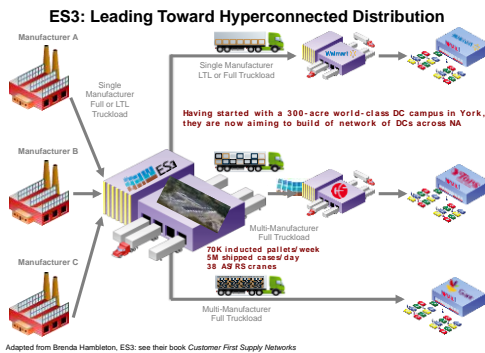 ES3: Leading Toward Hyperconnected Distribution
Manufacturer A
Single
Manufacturer
Full or LTL
Truckload
Single Manufacturer
LTL or Full Truckload
Walmart
Having started with a 300-acre world-class DC campus in York,
they are now aiming to build of network of DCs across NA
Manufacturer B
ES3
Multi-Manufacturer
Full Truckload
70K inducted pallets/week
5M shipped cases/day
38 AS/RS cranes
Manufacturer C
Multi-Manufacturer
Full Truckload
Adapted from Brenda Hambleton, ES3: see their book Customer First Supply Networks